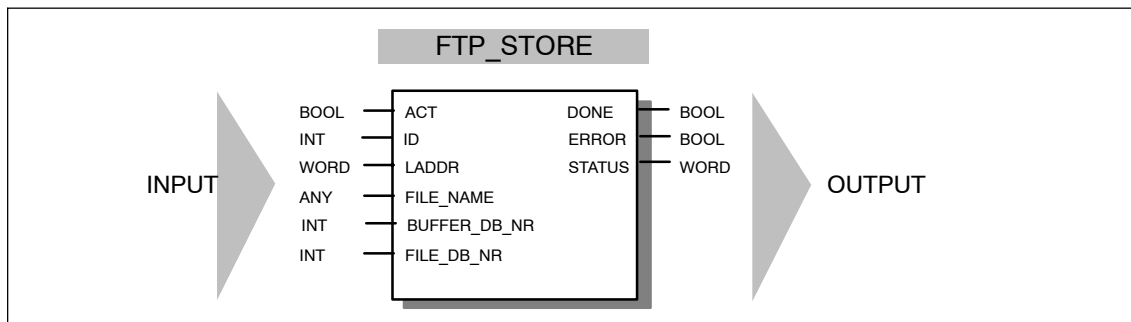 FTP_STORE
BOOL ACT DONE BOOL
INT ID ERROR BOOL
WORD LADDR STATUS WORD
INPUT ANY FILE_NAME OUTPUT
INT BUFFER_DB_NR
INT FILE_DB_NR